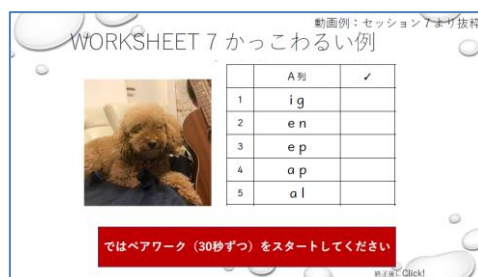 動画例：セッション７より抜粋
WORKSHEET 7 かっこわるい例
A列 ✓
1 ig
2 en
3 ep
4 ap
5 al
ではペアワーク（30秒ずつ）をスタートしてください
Click!